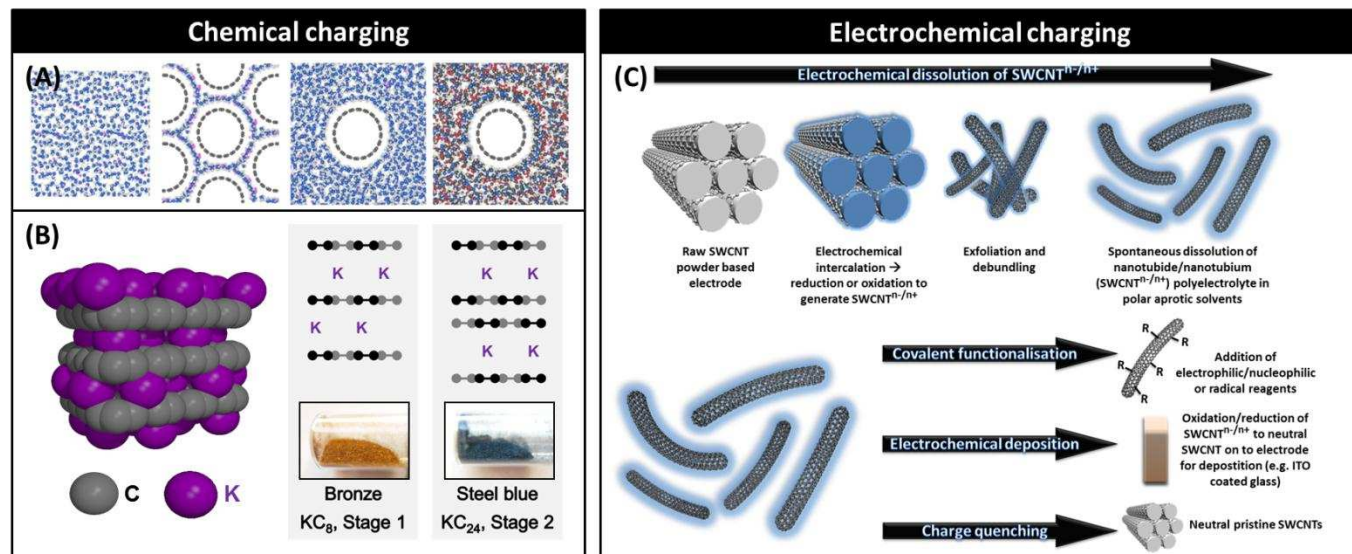 Chemical charging
(A)
(B)
K K
K K
K K
K K
C K
Bronze
KC8, Stage 1
Steel blue
KC24, Stage 2
Electrochemical charging
(C)
Electrochemical dissolution of SWCNTn-/n+
Raw SWCNT
powder based
electrode
Electrochemical
intercalation →
reduction or oxidation to
generate SWCNTn-/n+
Exfoliation and
debundling
Spontaneous dissolution of
nanotubide/nanotubium
(SWCNTn-/n+) polyelectrolyte in
polar aprotic solvents
Covalent functionalisation
R
R
R
R
R
Addition of
electrophilic/nucleophilic
or radical reagents
Electrochemical deposition
Oxidation/reduction of
SWCNTn-/n+ to neutral
SWCNT on to electrode
for depostition (e.g. ITO
coated glass)
Charge quenching
Neutral pristine SWCNTs